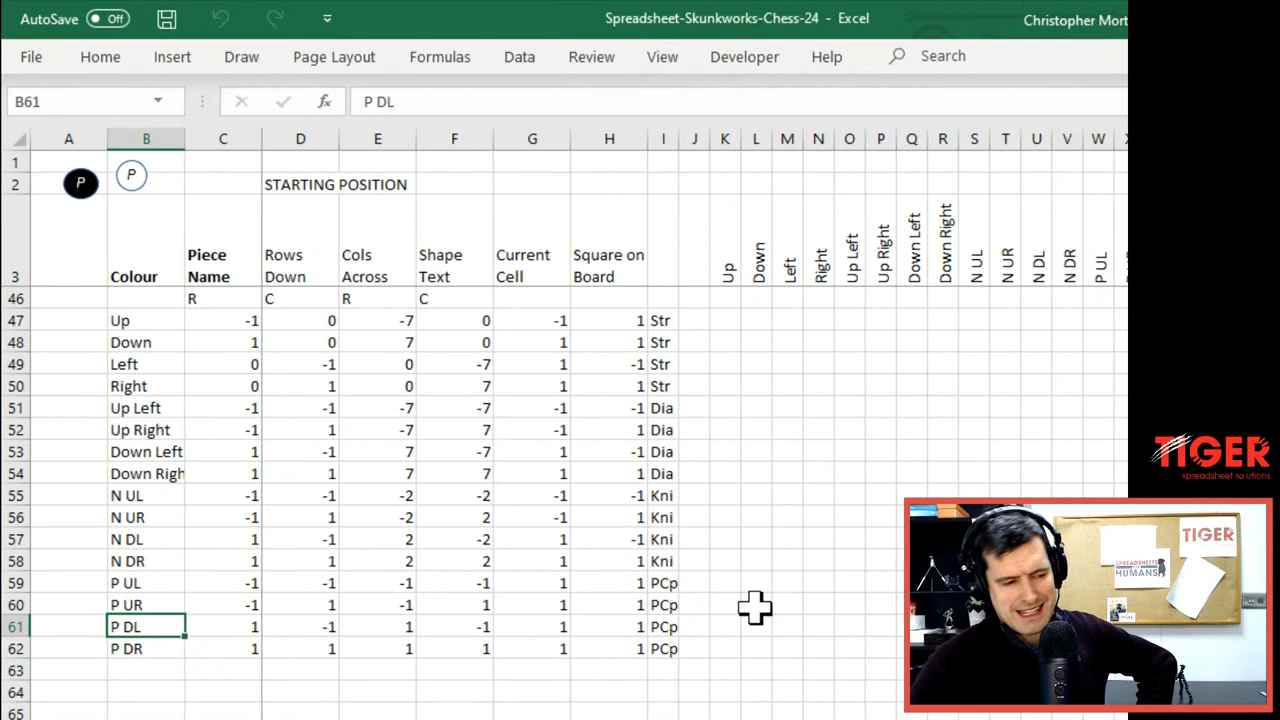 AutoSave Off Spreadsheet-Skunkworks-Chess-24 - Excel Christopher Mort
File Home Insert Draw Page Layout Formulas Data Review View Developer Help Search
B61 fx P DL
A B C D E F G H I J K L M N O P Q R S T U V W X
1 P P
2 STARTING POSITION
3 Colour Piece Name Rows Down Cols Across Shape Text Current Cell Square on Board Up Down Left Right Up Left Up Right Down Left Down Right N UL N UR N DL N DR P UL
46 R C R C
47 Up -1 0 -7 0 -1 1 Str
48 Down 1 0 7 0 1 1 Str
49 Left 0 -1 0 -7 1 -1 Str
50 Right 0 1 0 7 1 1 Str
51 Up Left -1 -1 -7 -7 -1 -1 Dia
52 Up Right -1 1 -7 7 -1 1 Dia
53 Down Left 1 -1 7 -7 1 -1 Dia
54 Down Righ 1 1 7 7 1 1 Dia
55 N UL -1 -1 -2 -2 -1 -1 Kni
56 N UR -1 1 -2 2 -1 1 Kni
57 N DL 1 -1 2 -2 1 -1 Kni
58 N DR 1 1 2 2 1 1 Kni
59 P UL -1 -1 -1 -1 1 1 PCp
60 P UR -1 1 -1 1 1 1 PCp
61 P DL 1 -1 1 -1 1 1 PCp
62 P DR 1 1 1 1 1 1 PCp
63
64
65
TIGER
spreadsheet solutions
TIGER
SPREADSHEETS
HUMANS